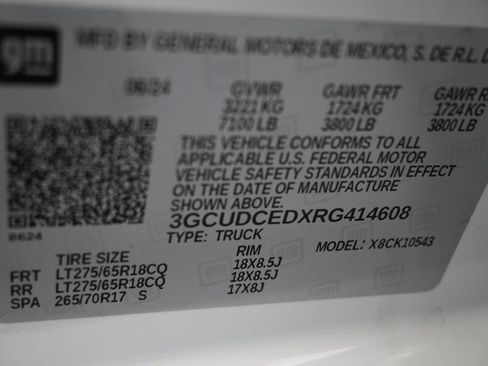 gm
MFD BY GENERAL MOTORS DE MEXICO, S. DE R.L.
06/24 GVWR GAWR FRT GAWR R
3221 KG 1724 KG 1724 KG
7100 LB 3800 LB 3800 LB
THIS VEHICLE CONFORMS TO ALL
APPLICABLE U.S. FEDERAL MOTOR
VEHICLE SAFETY STANDARDS IN EFFECT
ON THE DATE OF MANUFACTURE
SHOWN ABOVE.
3GCUDCEDXRG414608
6624
TYPE: TRUCK MODEL: X8CK10543
TIRE SIZE RIM
FRT LT275/65R18CQ 18X8.5J
RR LT275/65R18CQ 18X8.5J
SPA 265/70R17 S 17X8J